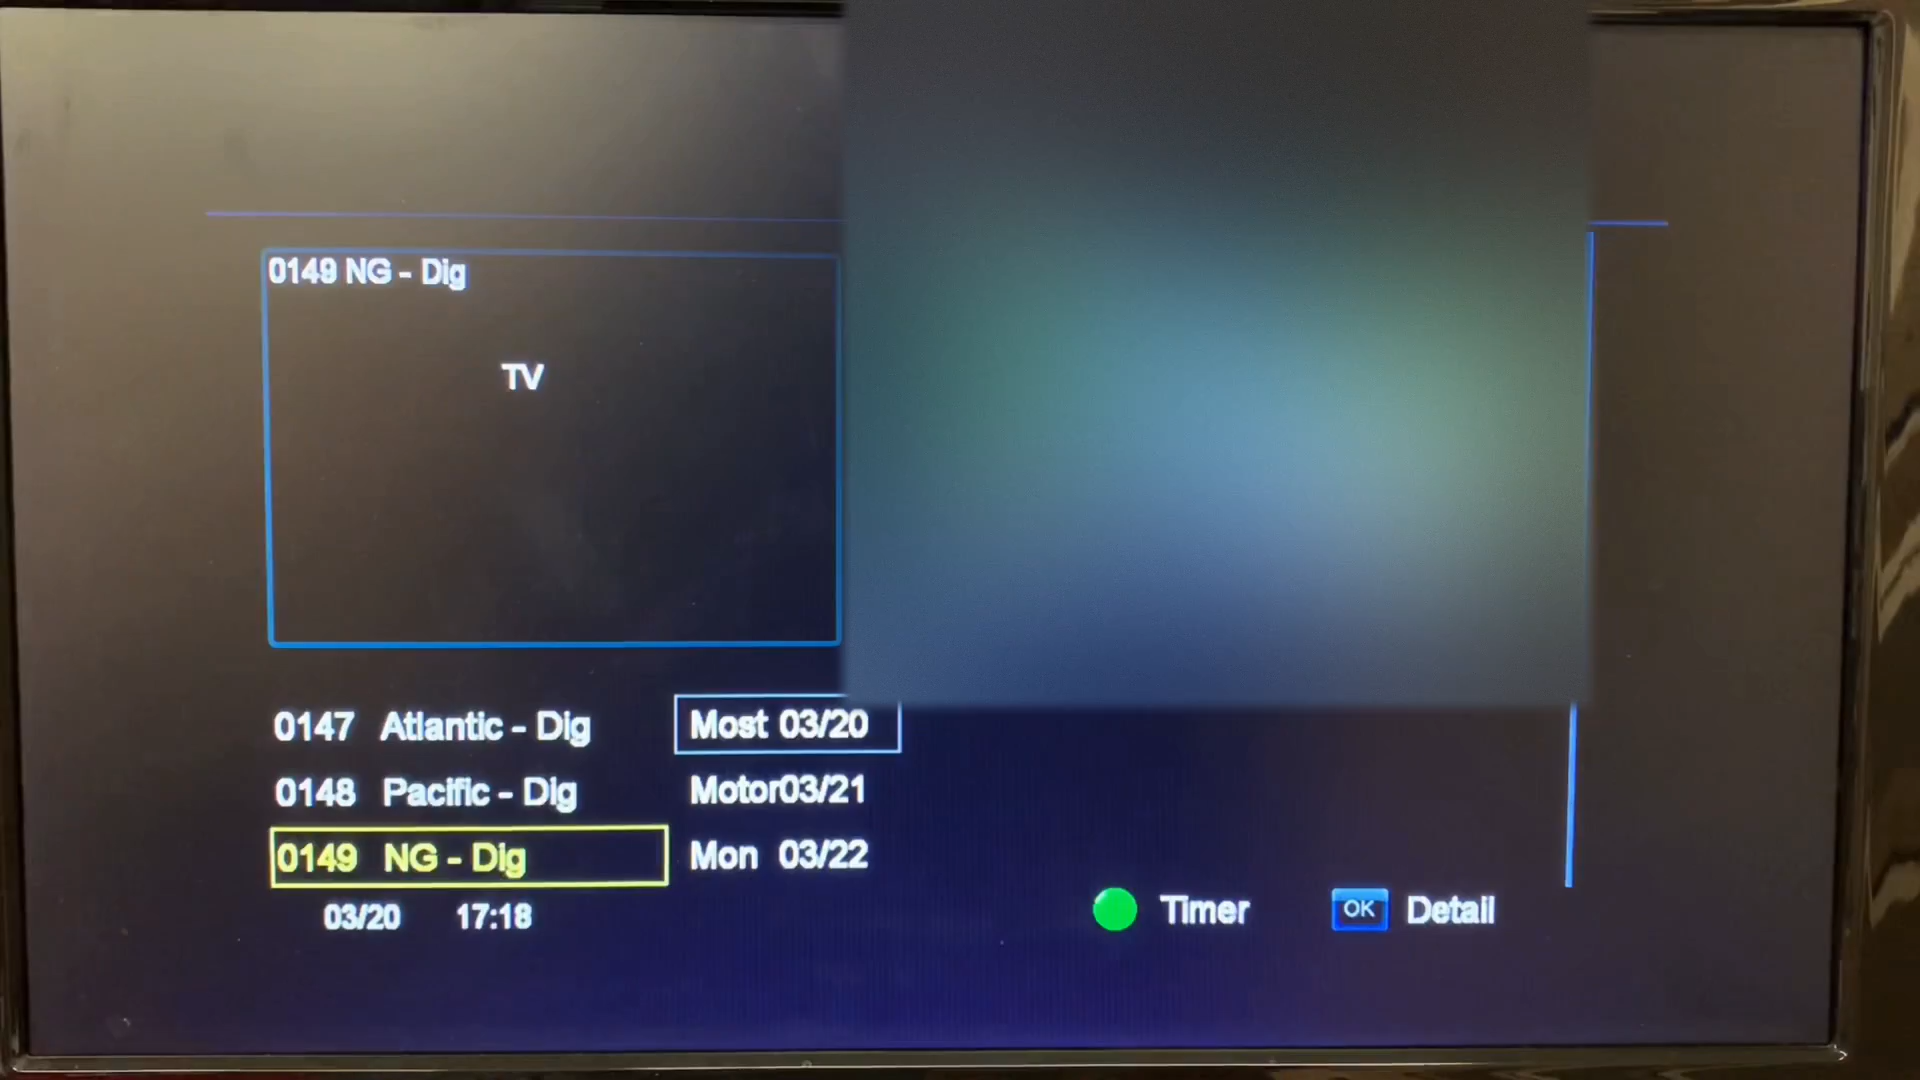 0149 NG - Dig
TV
0147 Atlantic - Dig Most 03/20
0148 Pacific - Dig Motor03/21
0149 NG - Dig Mon 03/22
03/20 17:18
Timer OK Detail